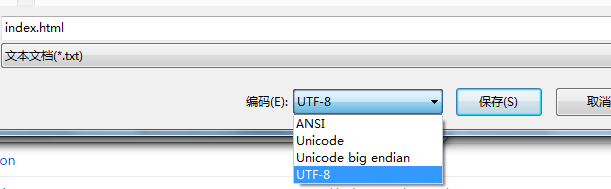 index.html
文本文档(*.txt)
编码(E): UTF-8 保存(S) 取消
ANSI
Unicode
Unicode big endian
UTF-8
on